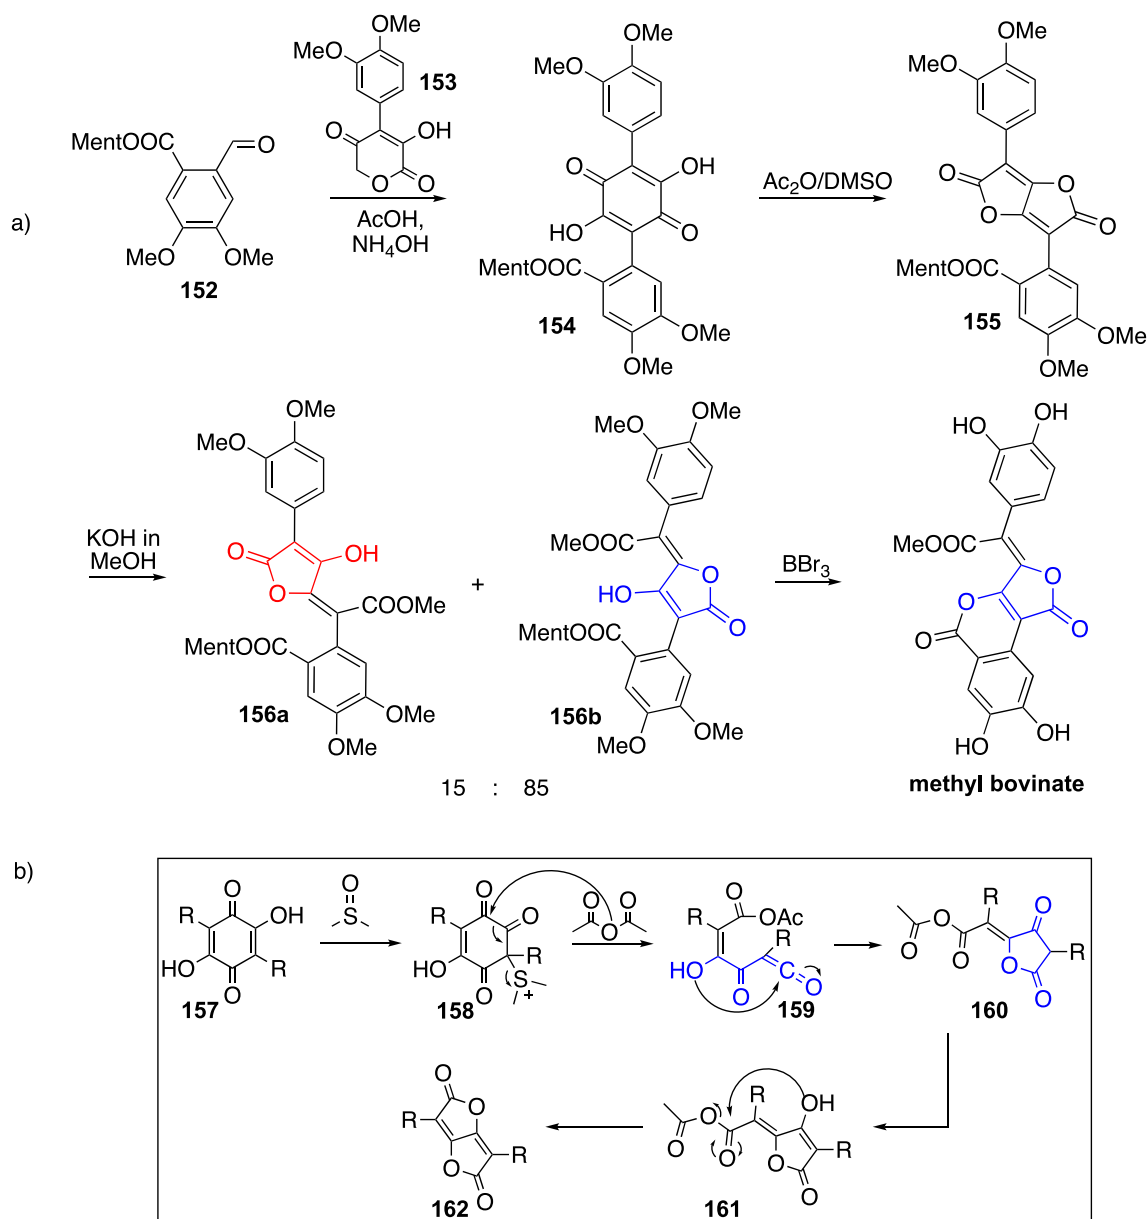 a)
MentOOC
O
MeO
OMe
152
OMe
MeO
153
O
OH
O
O
AcOH,
NH4OH
OMe
MeO
O
OH
OH
O
MentOOC
154
OMe
OMe
Ac2O/DMSO
OMe
MeO
O
O
O
O
MentOOC
155
OMe
OMe
KOH in
MeOH
OMe
MeO
O
OH
O
COOMe
MentOOC
156a
OMe
OMe
+
MeO
OMe
MeOOC
O
HO
O
MentOOC
156b
MeO
OMe
BBr3
OH
HO
MeOOC
O
O
O
O
HO
OH
methyl bovinate
15 : 85
b)
O
R
OH
HO
R
O
157
O
S
O
R
O
R
HO
O
S
+
158
O
O
O
O
R
OAc
R
HO
O
C
O
159
O
O
O
R
O
O
R
O
160
O
O
R
R
O
O
162
O
O
O
R
OH
O
R
O
161